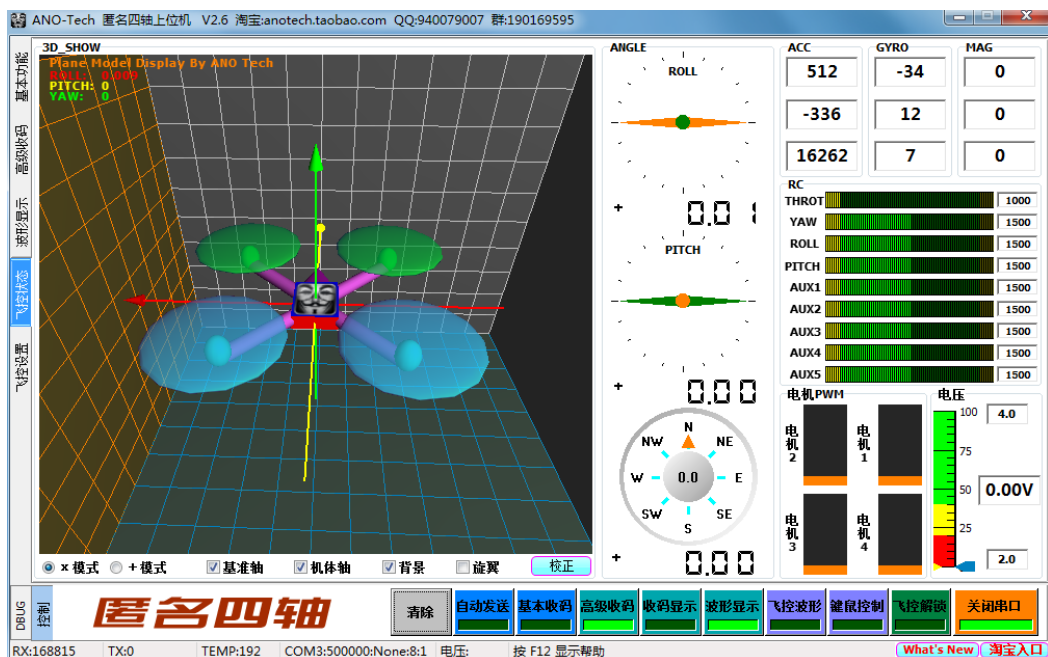 ANO-Tech 匿名四轴上位机 V2.6 淘宝:anotech.taobao.com QQ:940079007 群:190169595
基本功能
高级收码
波形显示
飞控状态
飞控设置
3D_SHOW
Plane Model Display By ANO Tech
ROLL: 0.009
PITCH: 0
YAW: 0
x 模式 + 模式 基准轴 机体轴 背景 旋翼 校正
ANGLE
ROLL
+ 0.01
PITCH
+ 0.00
N
NW NE
W 0.0 E
SW SE
S
+ 0.00
ACC GYRO MAG
512 -34 0
-336 12 0
16262 7 0
RC
THROT 1000
YAW 1500
ROLL 1500
PITCH 1500
AUX1 1500
AUX2 1500
AUX3 1500
AUX4 1500
AUX5 1500
电机PWM
电机2 电机1
电机3 电机4
电压
100 4.0
75
50 0.00V
25
0 2.0
DBUG
控制
匿名四轴
清除 自动发送 基本收码 高级收码 收码显示 波形显示 飞控波形 键鼠控制 飞控解锁 关闭串口
RX:168815 TX:0 TEMP:192 COM3:500000:None:8:1 电压: 按 F12 显示帮助 What's New 淘宝入口